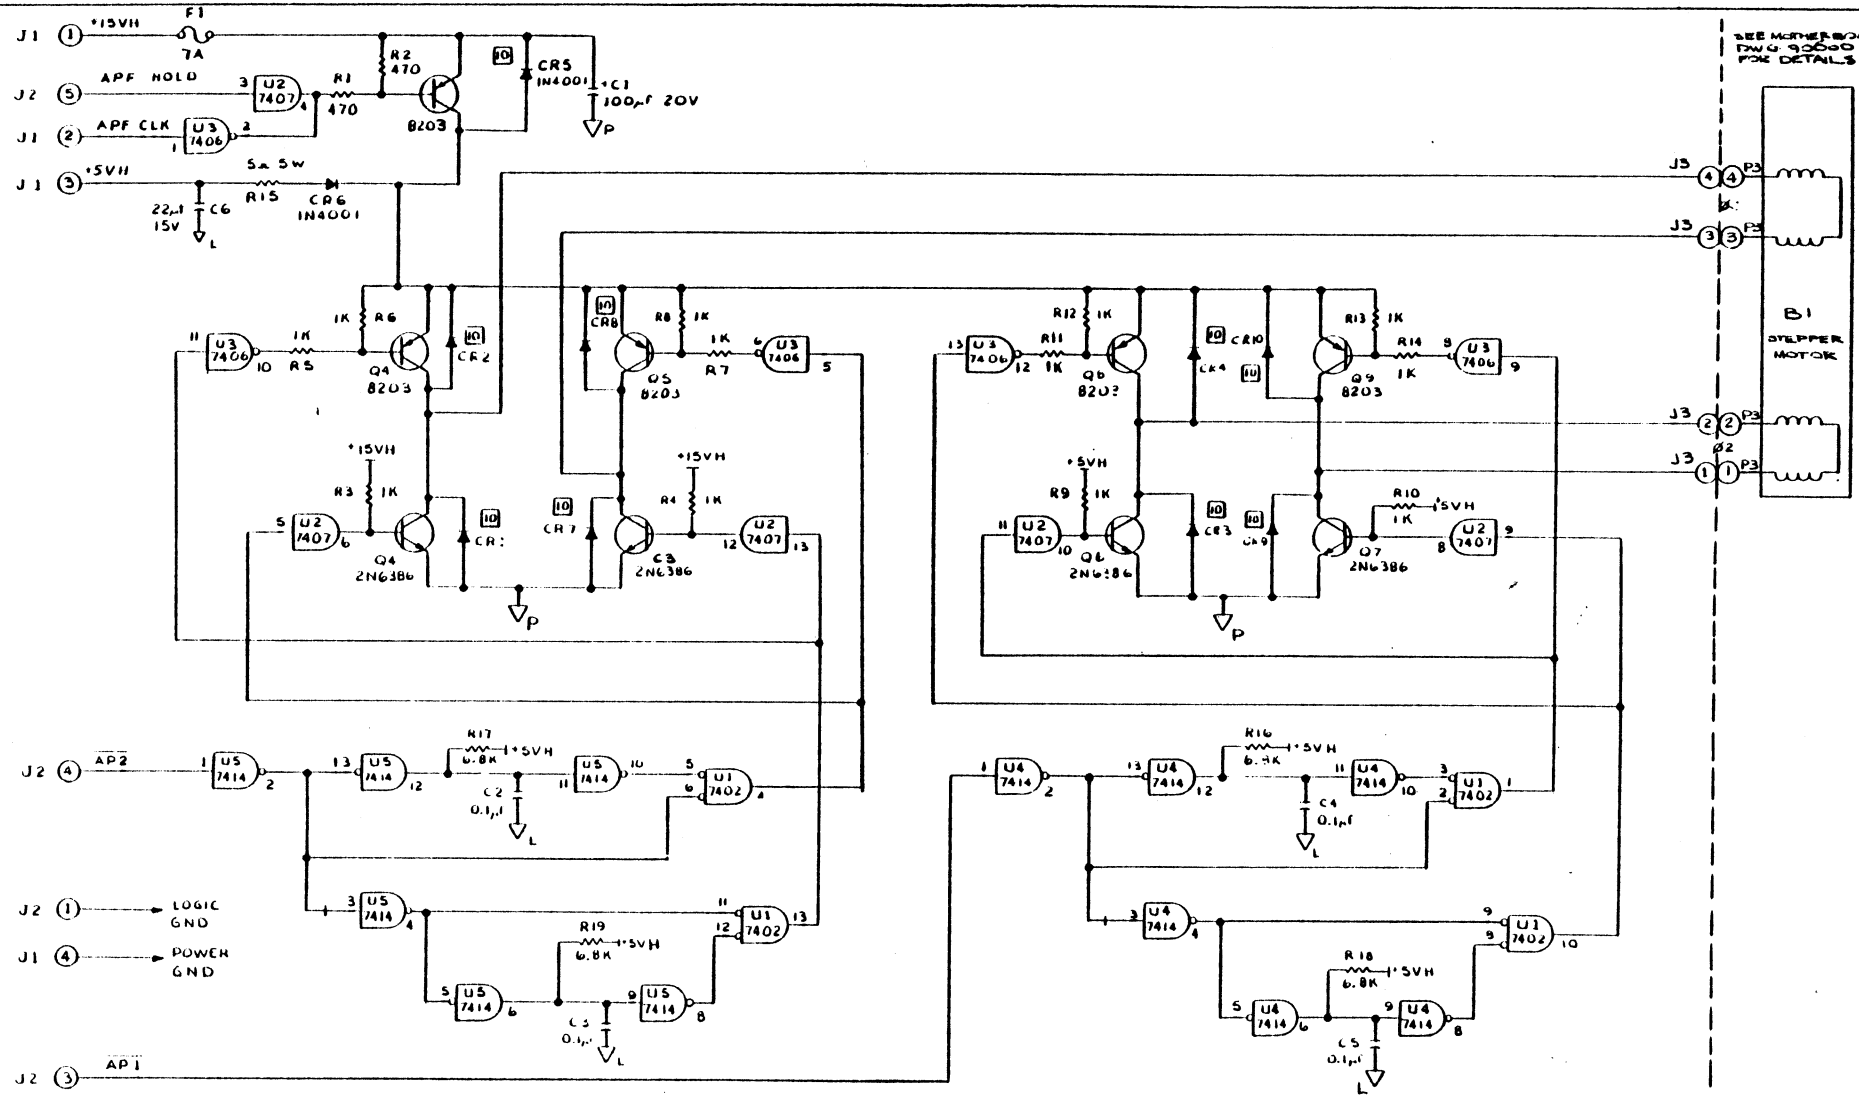 J1 1 +15VH F1 7A
J2 5 APF HOLD 3 U2 7407 4
R1 470
R2 470
8203
10 CR5 1N4001
+C1 100µf 20V
P
J1 2 APF CLK 1 U3 7406 2
J1 3 +5VH
5Ω 5W
R15
CR6 1N4001
22µf 15V C6
L
SEE MOTHERBO
DWG 90600
FOR DETAILS
J3 4 4 P3
J3 3 3 P3
B1
STEPPER
MOTOR
J3 2 2 P3
Ø2
J3 1 1 P3
11 U3 7406 10
1K R5
1K R6
Q4 8203
10 CR2
10 CR8
Q5 8203
R8 1K
1K R7
6 U3 7406 5
13 U3 7406 12
R11 1K
R12 1K
Q6
10 CR4
CR10 10
R13 1K
Q9 8203
R14 1K
8 U3 7406 9
+15VH
R3 1K
5 U2 7407 6
Q4 2N6386
10
10 CR7
+15VH
R4 1K
2N6386
12 U2 7407 13
P
+5VH
R9 1K
11 U2 7407 10
10 CR3
10 CR9
R10 1K +5VH
Q7 2N6386
8 U2 7407 9
P
J2 4 AP2 1 U5 7414 2
13 U5 7414 12
R17 6.8K +5VH
C2 0.1µf
L
11 U5 7414 10
5 6 U1 7402 4
1 U4 7414 2
13 U4 7414 12
R16 +5VH
C4 0.1µf
L
11 U4 7414 10
3 2 U1 7402 1
J2 1 LOGIC GND
J1 4 POWER GND
3 U5 7414 4
11 12 U1 7402 13
R19 6.8K +5VH
5 U5 7414 6
C3 0.1µf
L
9 U5 7414 8
3 U4 7414 4
9 9 U1 7402 10
R18 6.8K +5VH
5 U4 7414 6
C5 0.1µf
L
9 U4 7414 8
J2 3 AP1